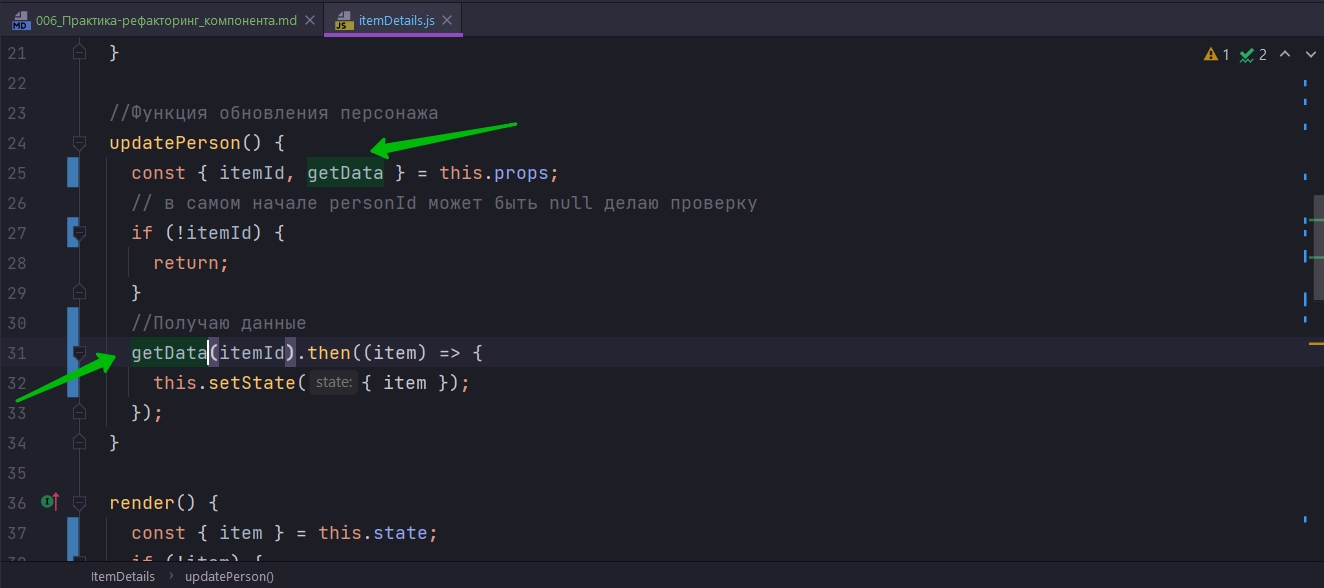 006_Практика-рефакторинг_компонента.md
itemDetails.js
1 2
21 }
22
23 //Функция обновления персонажа
24 updatePerson() {
25 const { itemId, getData } = this.props;
26 // в самом начале personId может быть null делаю проверку
27 if (!itemId) {
28 return;
29 }
30 //Получаю данные
31 getData(itemId).then((item) => {
32 this.setState( state: { item });
33 });
34 }
35
36 render() {
37 const { item } = this.state;
38 if (!item) {
ItemDetails › updatePerson()